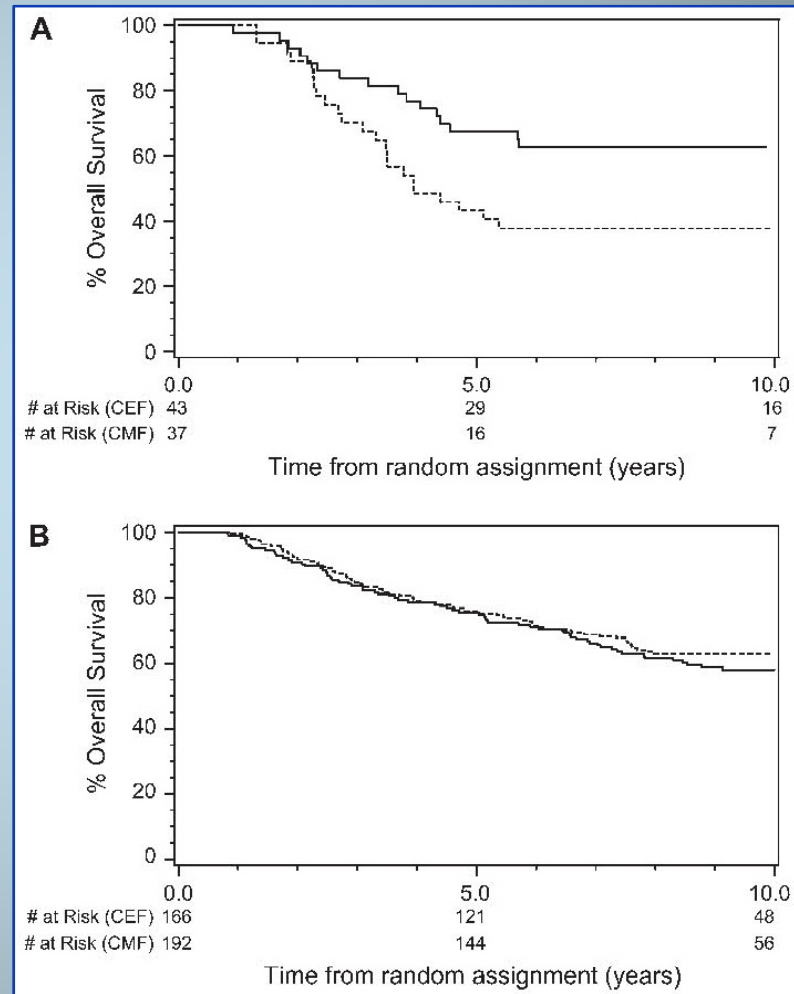 A
% Overall Survival
100
80
60
40
20
0
0.0 5.0 10.0
# at Risk (CEF) 43 29 16
# at Risk (CMF) 37 16 7
Time from random assignment (years)
B
% Overall Survival
100
80
60
40
20
0
0.0 5.0 10.0
# at Risk (CEF) 166 121 48
# at Risk (CMF) 192 144 56
Time from random assignment (years)